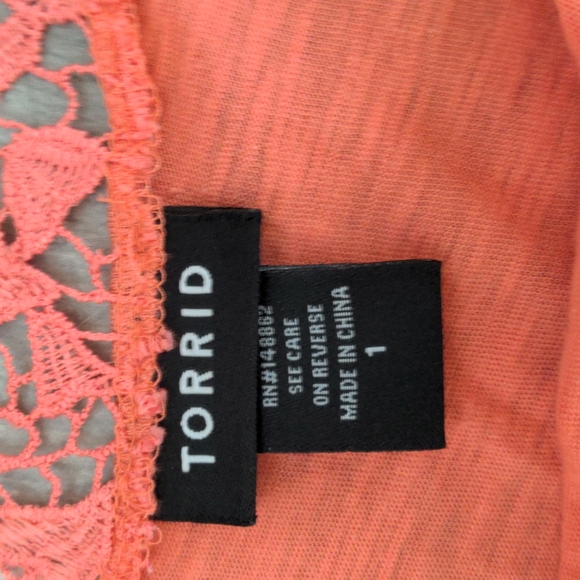 TORRID
RN#148862
SEE CARE
ON REVERSE
MADE IN CHINA
1